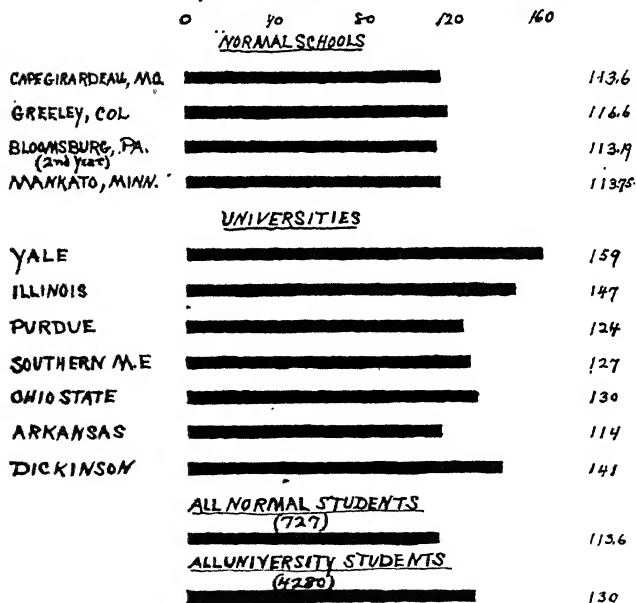 0 40 80 120 160
NORMAL SCHOOLS
CAPE GIRARDEAU, MO. 113.6
GREELEY, COL 116.6
BLOOMSBURG, PA. 113.19
(2nd year)
MANKATO, MINN. 113.75
UNIVERSITIES
YALE 159
ILLINOIS 147
PURDUE 124
SOUTHERN M.E 127
OHIO STATE 130
ARKANSAS 114
DICKINSON 141
ALL NORMAL STUDENTS
(727)
113.6
ALL UNIVERSITY STUDENTS
(4280)
130